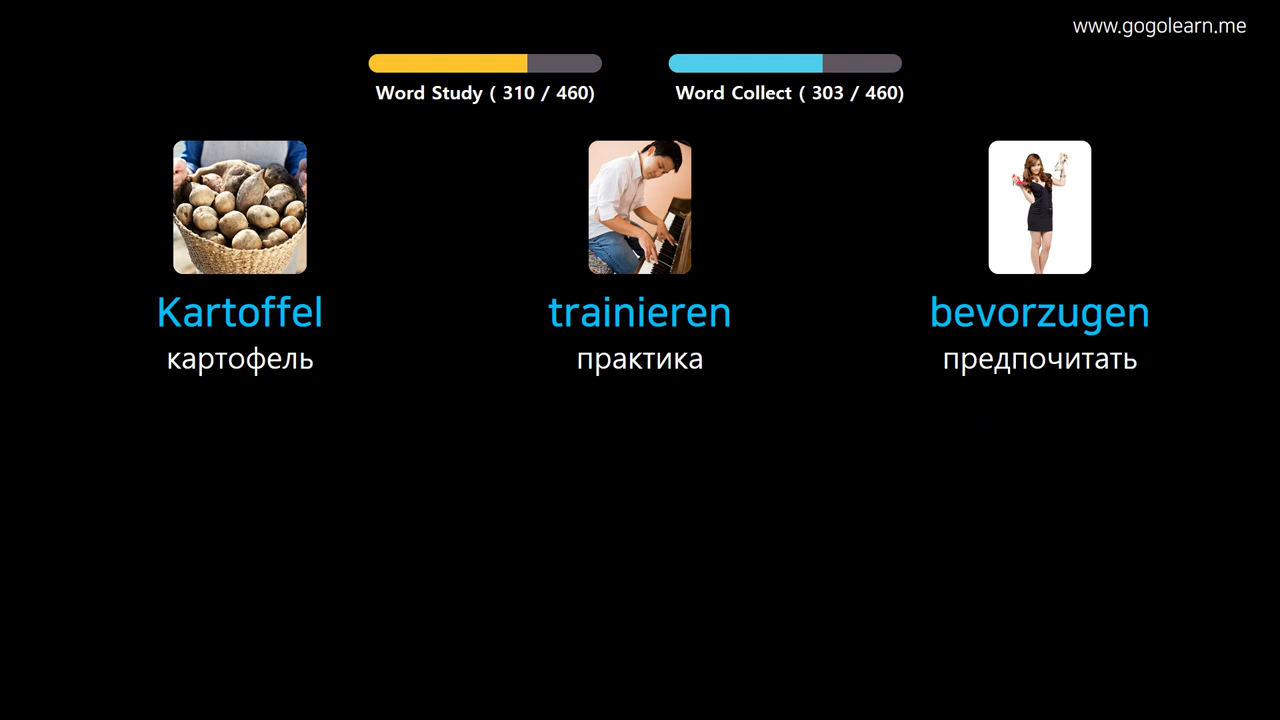 www.gogolearn.me
Word Study ( 310 / 460)
Word Collect ( 303 / 460)
Kartoffel
картофель
trainieren
практика
bevorzugen
предпочитать